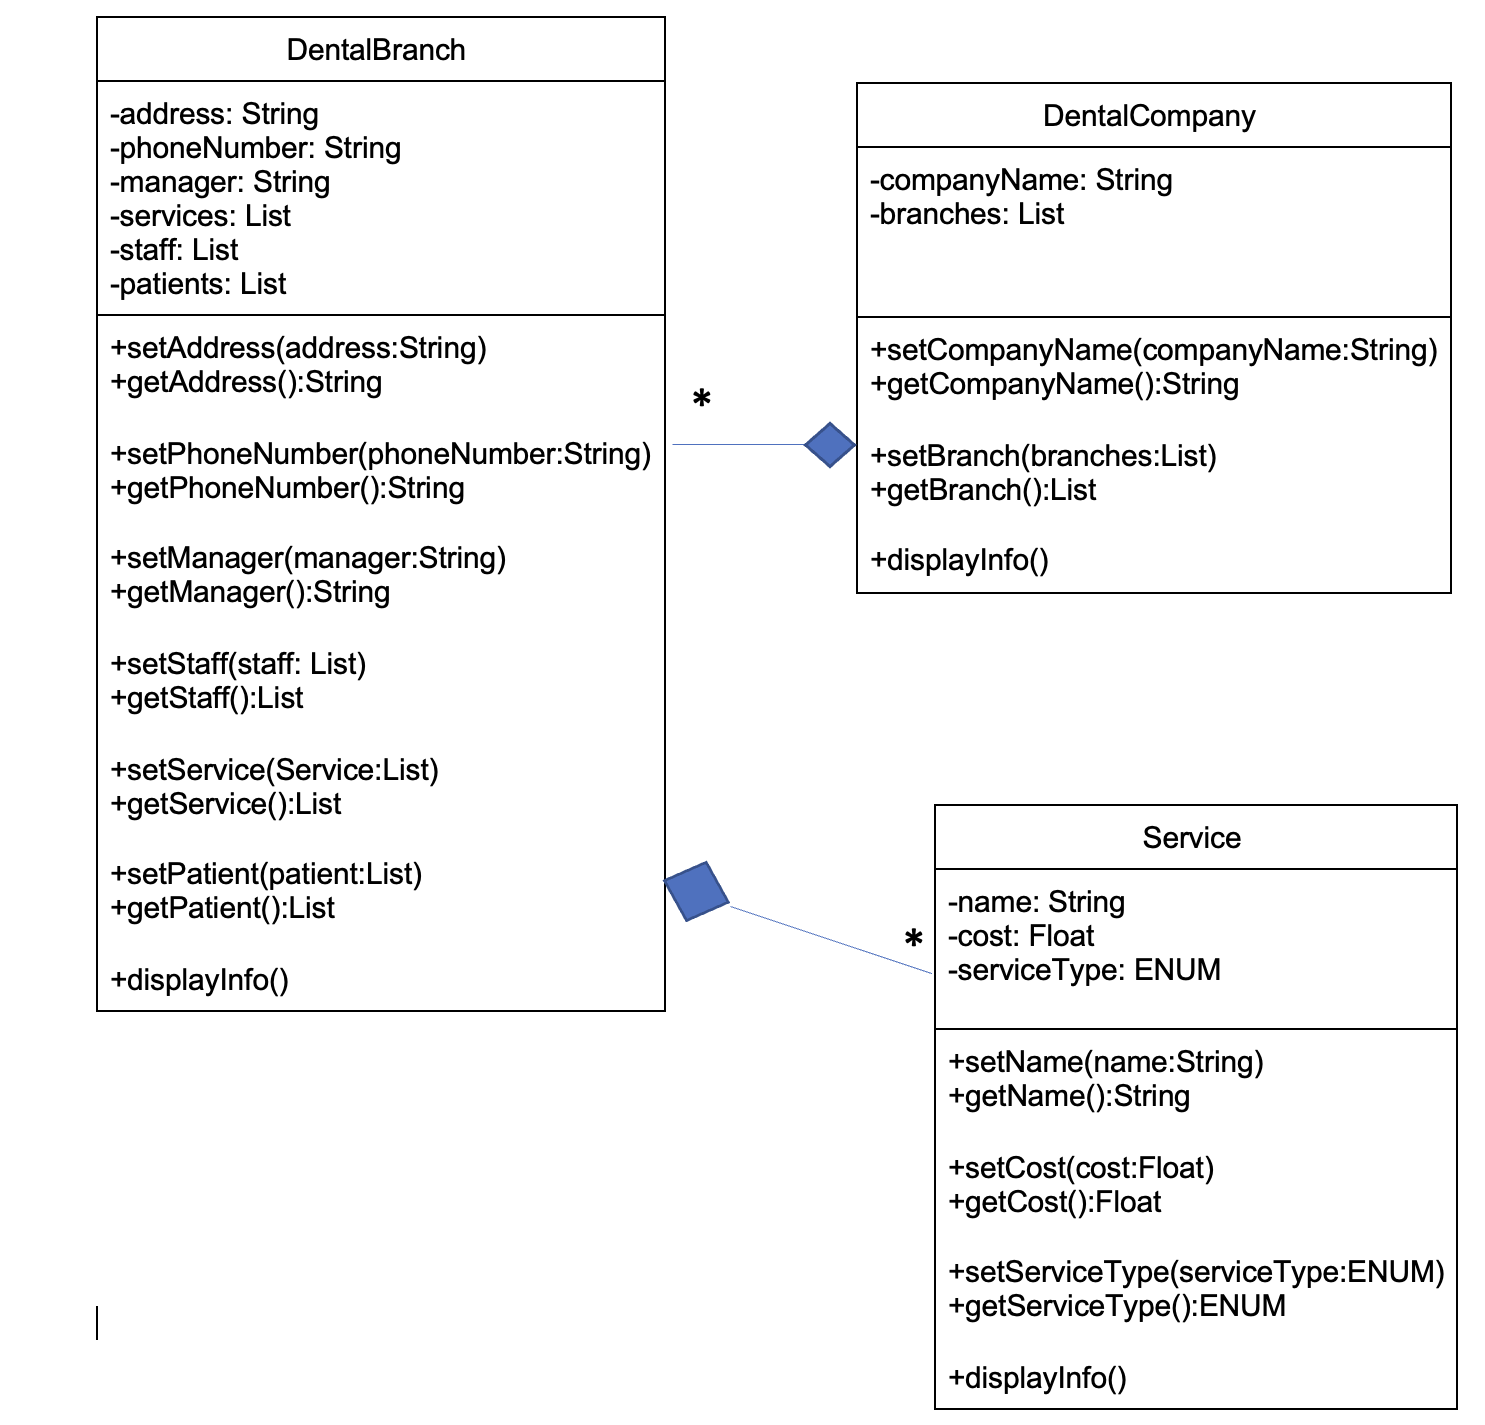 DentalBranch
-address: String
-phoneNumber: String
-manager: String
-services: List
-staff: List
-patients: List
+setAddress(address:String)
+getAddress():String
+setPhoneNumber(phoneNumber:String)
+getPhoneNumber():String
+setManager(manager:String)
+getManager():String
+setStaff(staff: List)
+getStaff():List
+setService(Service:List)
+getService():List
+setPatient(patient:List)
+getPatient():List
+displayInfo()
*
DentalCompany
-companyName: String
-branches: List
+setCompanyName(companyName:String)
+getCompanyName():String
+setBranch(branches:List)
+getBranch():List
+displayInfo()
*
Service
-name: String
-cost: Float
-serviceType: ENUM
+setName(name:String)
+getName():String
+setCost(cost:Float)
+getCost():Float
+setServiceType(serviceType:ENUM)
+getServiceType():ENUM
+displayInfo()